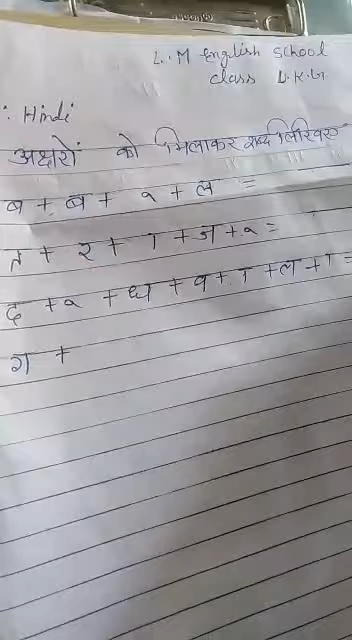 L.M English School
Class L.K.G
: Hindi
अक्षरों को मिलाकर शब्द लिखिए
ब + ब + ू + ल =
त + र + ा + ज + ू =
द + ू + ध + व + ा + ल + ा =
ग +